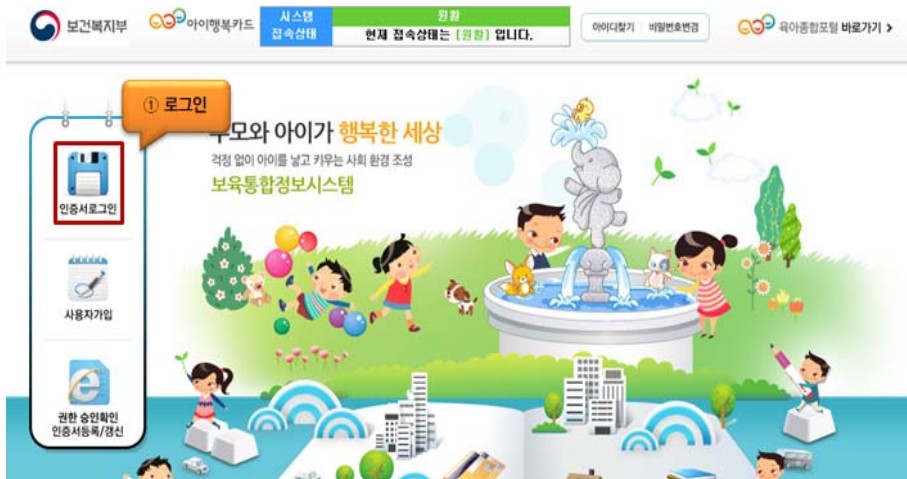 보건복지부
아이행복카드
시스템
접속상태
원활
현재 접속상태는 [원활] 입니다.
아이디찾기
비밀번호변경
육아종합포털 바로가기 >
① 로그인
부모와 아이가 행복한 세상
걱정 없이 아이를 낳고 키우는 사회 환경 조성
보육통합정보시스템
인증서로그인
사용자가입
권한 승인확인
인증서등록/갱신